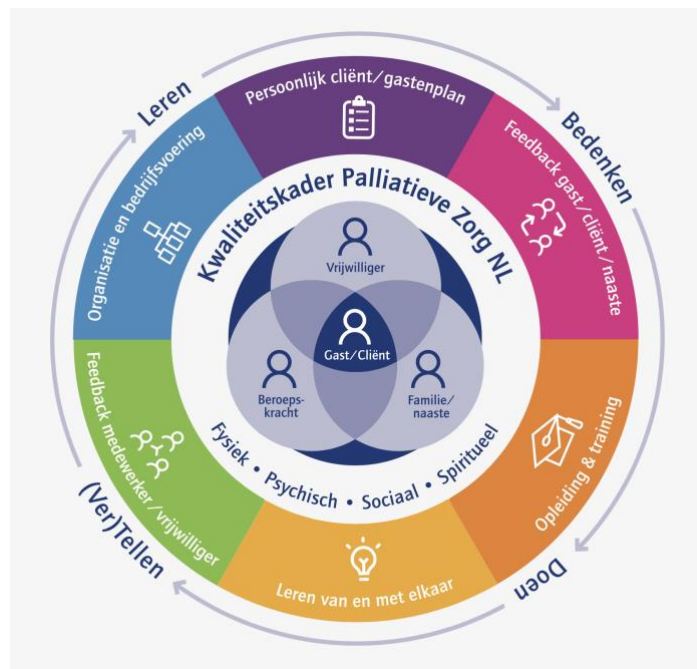 Leren
Bedenken
Doen
(Ver)Tellen
Persoonlijk cliënt/gastenplan
Feedback gast/cliënt/naaste
Opleiding & training
Leren van en met elkaar
Feedback medewerker/vrijwilliger
Organisatie en bedrijfsvoering
Kwaliteitskader Palliatieve Zorg NL
Vrijwilliger
Gast/Cliënt
Beroeps-
kracht
Familie/
naaste
Fysiek • Psychisch • Sociaal • Spiritueel